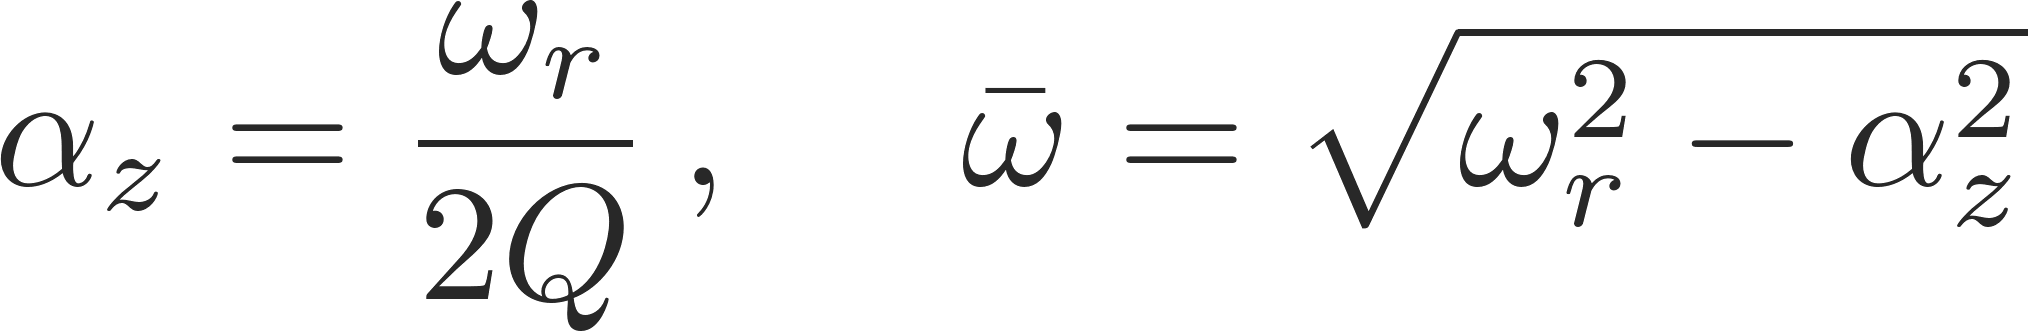 α_z = ω_r / 2Q , ω̄ = √(ω_r² − α_z²)